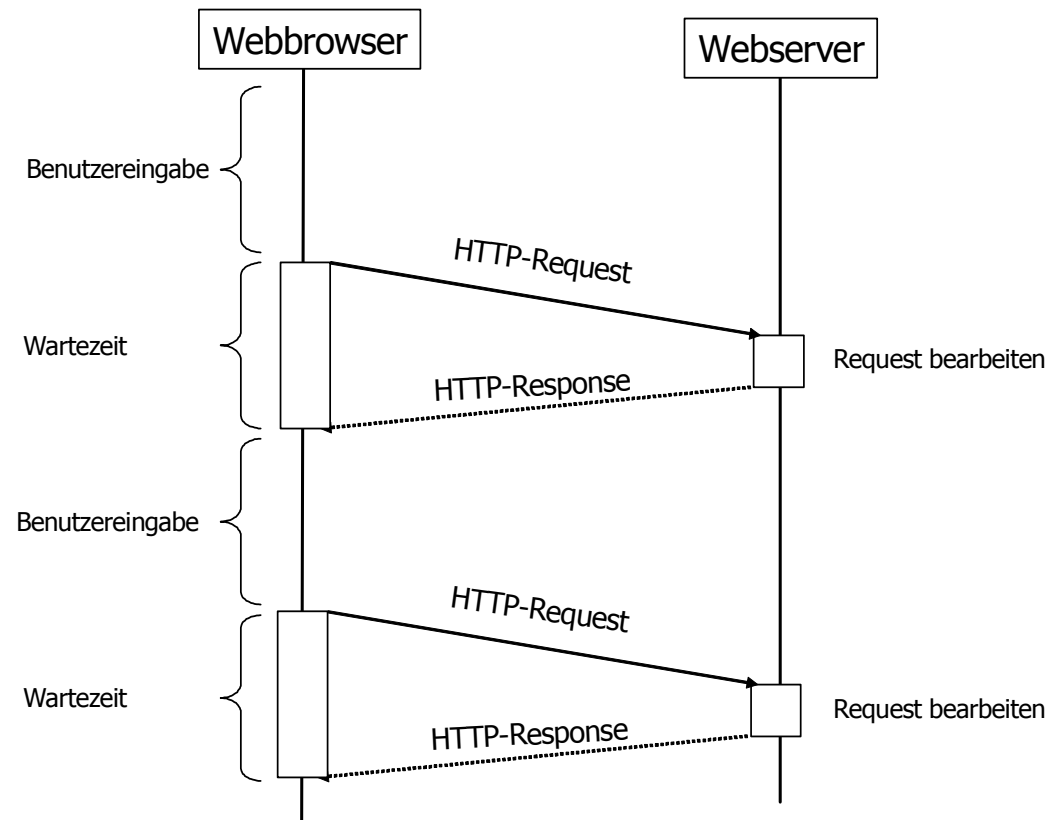 Webbrowser
Webserver
Benutzereingabe
HTTP-Request
Wartezeit
Request bearbeiten
HTTP-Response
Benutzereingabe
HTTP-Request
Wartezeit
Request bearbeiten
HTTP-Response